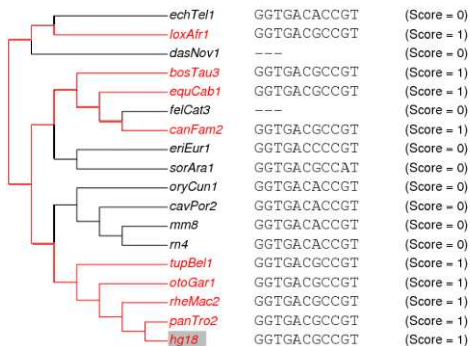 echTel1 GGTGACACCGT (Score = 0)
loxAfr1 GGTGACGCCGT (Score = 1)
dasNov1 --- (Score = 0)
bosTau3 GGTGACGCCGT (Score = 1)
equCab1 GGTGACGCCGT (Score = 1)
felCat3 --- (Score = 0)
canFam2 GGTGACGCCGT (Score = 1)
eriEur1 GGTGACCCCGT (Score = 0)
sorAra1 GGTGACGCCAT (Score = 0)
oryCun1 GGTGACACCGT (Score = 0)
cavPor2 GGTGACACCGT (Score = 0)
mm8 GGTGACACCGT (Score = 0)
rn4 GGTGACACCGT (Score = 0)
tupBel1 GGTGACGCCGT (Score = 1)
otoGar1 GGTGACGCCGT (Score = 1)
rheMac2 GGTGACGCCGT (Score = 1)
panTro2 GGTGACGCCGT (Score = 1)
hg18 GGTGACGCCGT (Score = 1)